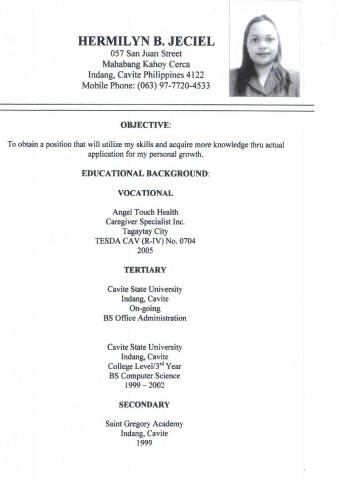 HERMILYN B. JECIEL
057 San Juan Street
Mahabang Kahoy Cerca
Indang, Cavite Philippines 4122
Mobile Phone: (063) 97-7720-4533
OBJECTIVE:
To obtain a position that will utilize my skills and acquire more knowledge thru actual
application for my personal growth.
EDUCATIONAL BACKGROUND:
VOCATIONAL
Angel Touch Health
Caregiver Specialist Inc.
Tagaytay City
TESDA CAV (R-IV) No. 0704
2005
TERTIARY
Cavite State University
Indang, Cavite
On-going
BS Office Administration
Cavite State University
Indang, Cavite
College Level/3rd Year
BS Computer Science
1999 – 2002
SECONDARY
Saint Gregory Academy
Indang, Cavite
1999